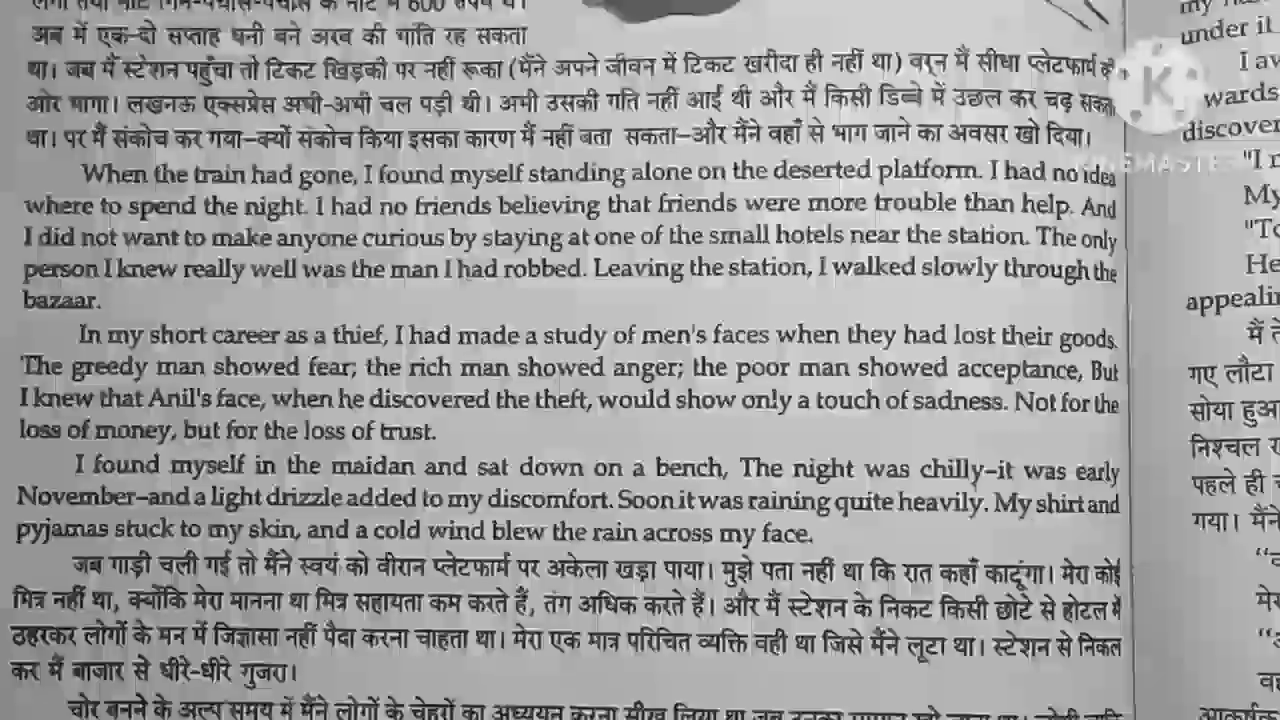 अब में एक-दो सप्ताह धनी बने अरब की भांति रह सकता
था। जब मैं स्टेशन पहुंचा तो टिकट खिड़की पर नहीं रूका (मैंने अपने जीवन में टिकट खरीदा ही नहीं था) वरन् मैं सीधा प्लेटफार्म की
ओर भागा। लखनऊ एक्सप्रेस अभी-अभी चल पड़ी थी। अभी उसकी गति नहीं आई थी और मैं किसी डिब्बे में उछल कर चढ़ सकता
था। पर मैं संकोच कर गया-क्यों संकोच किया इसका कारण मैं नहीं बता सकता-और मैंने वहाँ से भाग जाने का अवसर खो दिया।
When the train had gone, I found myself standing alone on the deserted platform. I had no idea
where to spend the night. I had no friends believing that friends were more trouble than help. And
I did not want to make anyone curious by staying at one of the small hotels near the station. The only
person I knew really well was the man I had robbed. Leaving the station, I walked slowly through the
bazaar.
In my short career as a thief, I had made a study of men's faces when they had lost their goods.
The greedy man showed fear; the rich man showed anger; the poor man showed acceptance, But
I knew that Anil's face, when he discovered the theft, would show only a touch of sadness. Not for the
loss of money, but for the loss of trust.
I found myself in the maidan and sat down on a bench, The night was chilly-it was early
November-and a light drizzle added to my discomfort. Soon it was raining quite heavily. My shirt and
pyjamas stuck to my skin, and a cold wind blew the rain across my face.
जब गाड़ी चली गई तो मैंने स्वयं को वीरान प्लेटफार्म पर अकेला खड़ा पाया। मुझे पता नहीं था कि रात कहाँ काटूंगा। मेरा कोई
मित्र नहीं था, क्योंकि मेरा मानना था मित्र सहायता कम करते हैं, तंग अधिक करते हैं। और मैं स्टेशन के निकट किसी छोटे से होटल में
ठहरकर लोगों के मन में जिज्ञासा नहीं पैदा करना चाहता था। मेरा एक मात्र परिचित व्यक्ति वही था जिसे मैंने लूटा था। स्टेशन से निकल
कर मैं बाजार से धीरे-धीरे गुजरा।
चोर बनने के अल्प समय में मैंने लोगों के चेहरों का अध्ययन करना सीख लिया था जब उनका
under it
I
wards
discover
"I
My
"To
He
appealin
मैं
गए लौटा
सोया हुआ
निश्चल
पहले ही
गया। मैंने